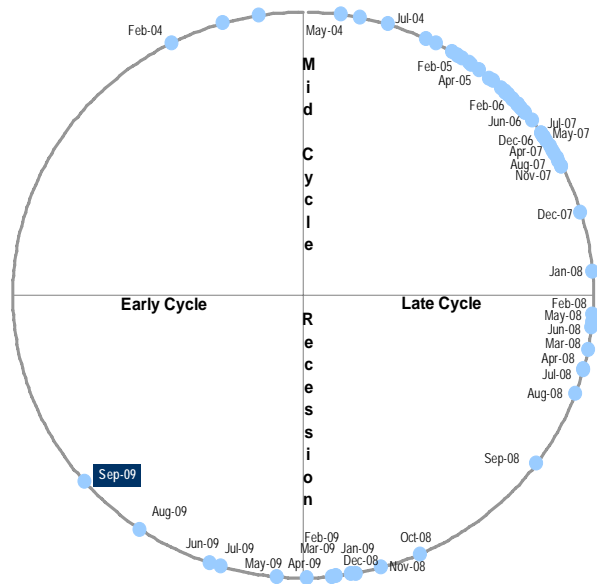 Feb-04
May-04
Jul-04
Feb-05
Apr-05
Feb-06
Jun-06
Jul-07
May-07
Dec-06
Apr-07
Aug-07
Nov-07
Dec-07
Jan-08
Mid Cycle
Early Cycle
Late Cycle
Recession
Feb-08
May-08
Jun-08
Mar-08
Apr-08
Jul-08
Aug-08
Sep-08
Sep-09
Aug-09
Oct-08
Jun-09
Jul-09
Feb-09
Mar-09
Jan-09
Dec-08
May-09
Apr-09
Nov-08